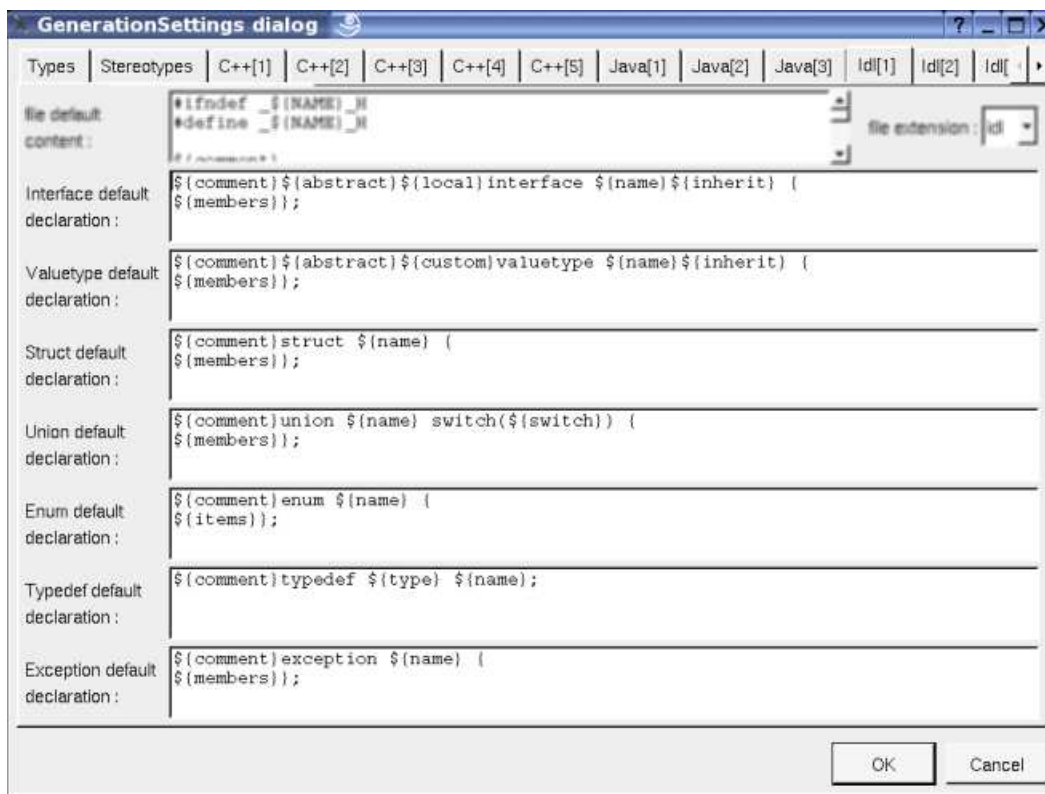 GenerationSettings dialog
Types Stereotypes C++[1] C++[2] C++[3] C++[4] C++[5] Java[1] Java[2] Java[3] Idl[1] Idl[2] Idl[
file default
content :
#ifndef _${NAME}_H
#define _${NAME}_H
${comment}
file extension : idl
Interface default
declaration :
${comment}${abstract}${local}interface ${name}${inherit} {
${members}};
Valuetype default
declaration :
${comment}${abstract}${custom}valuetype ${name}${inherit} {
${members}};
Struct default
declaration :
${comment}struct ${name} {
${members}};
Union default
declaration :
${comment}union ${name} switch(${switch}) {
${members}};
Enum default
declaration :
${comment}enum ${name} {
${items}};
Typedef default
declaration :
${comment}typedef ${type} ${name};
Exception default
declaration :
${comment}exception ${name} {
${members}};
OK Cancel